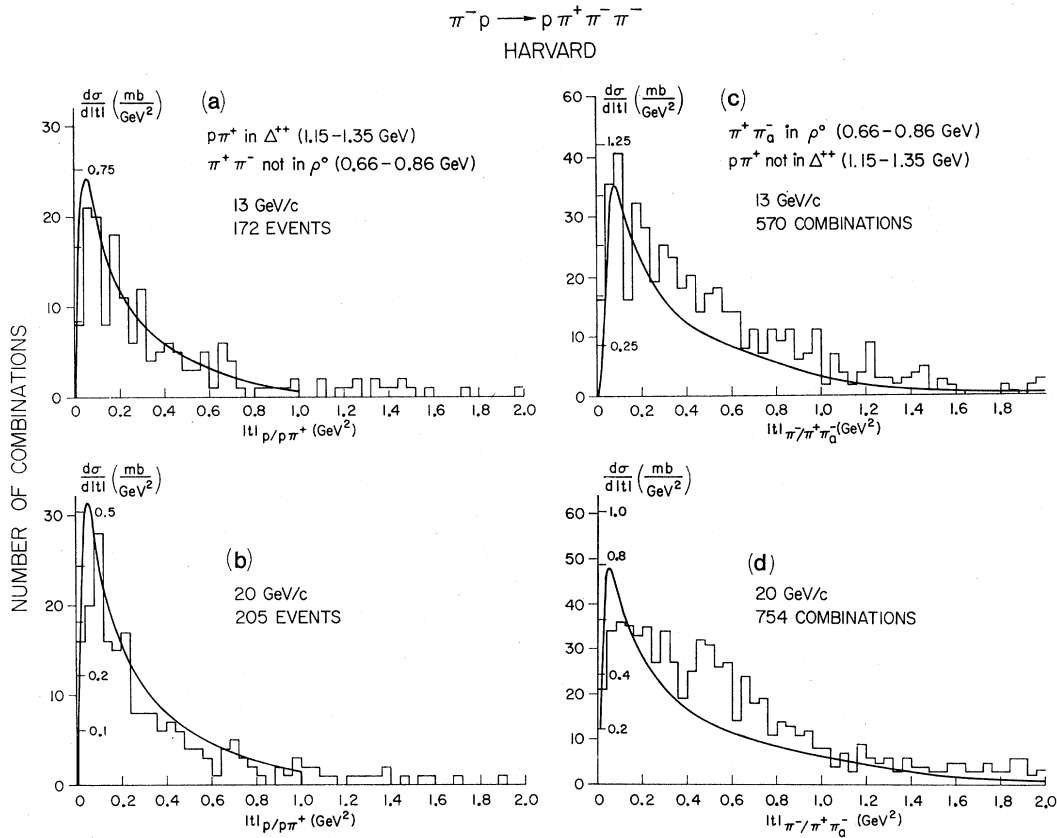 π⁻p → pπ⁺π⁻π⁻
HARVARD
NUMBER OF COMBINATIONS
dσ/d|t| (mb/GeV²)
(a)
pπ⁺ in Δ⁺⁺ (1.15-1.35 GeV)
π⁺π⁻ not in ρ° (0.66-0.86 GeV)
13 GeV/c
172 EVENTS
30
20
10
0
0.75
0.2 0.4 0.6 0.8 1.0 1.2 1.4 1.6 1.8 2.0
|t| p/pπ⁺ (GeV²)
dσ/d|t| (mb/GeV²)
(c)
π⁺πa⁻ in ρ° (0.66-0.86 GeV)
pπ⁺ not in Δ⁺⁺ (1.15-1.35 GeV)
13 GeV/c
570 COMBINATIONS
60
50
40
30
20
10
0
1.25
0.25
0 0.2 0.4 0.6 0.8 1.0 1.2 1.4 1.6 1.8
|t| π⁻/π⁺πa⁻ (GeV²)
dσ/d|t| (mb/GeV²)
(b)
20 GeV/c
205 EVENTS
30
20
10
0
0.5
0.2
0.1
0 0.2 0.4 0.6 0.8 1.0 1.2 1.4 1.6 1.8 2.0
|t| p/pπ⁺ (GeV²)
dσ/d|t| (mb/GeV²)
(d)
20 GeV/c
754 COMBINATIONS
60
50
40
30
20
10
0
1.0
0.8
0.4
0.2
0 0.2 0.4 0.6 0.8 1.0 1.2 1.4 1.6 1.8 2.0
|t| π⁻/π⁺πa⁻ (GeV²)